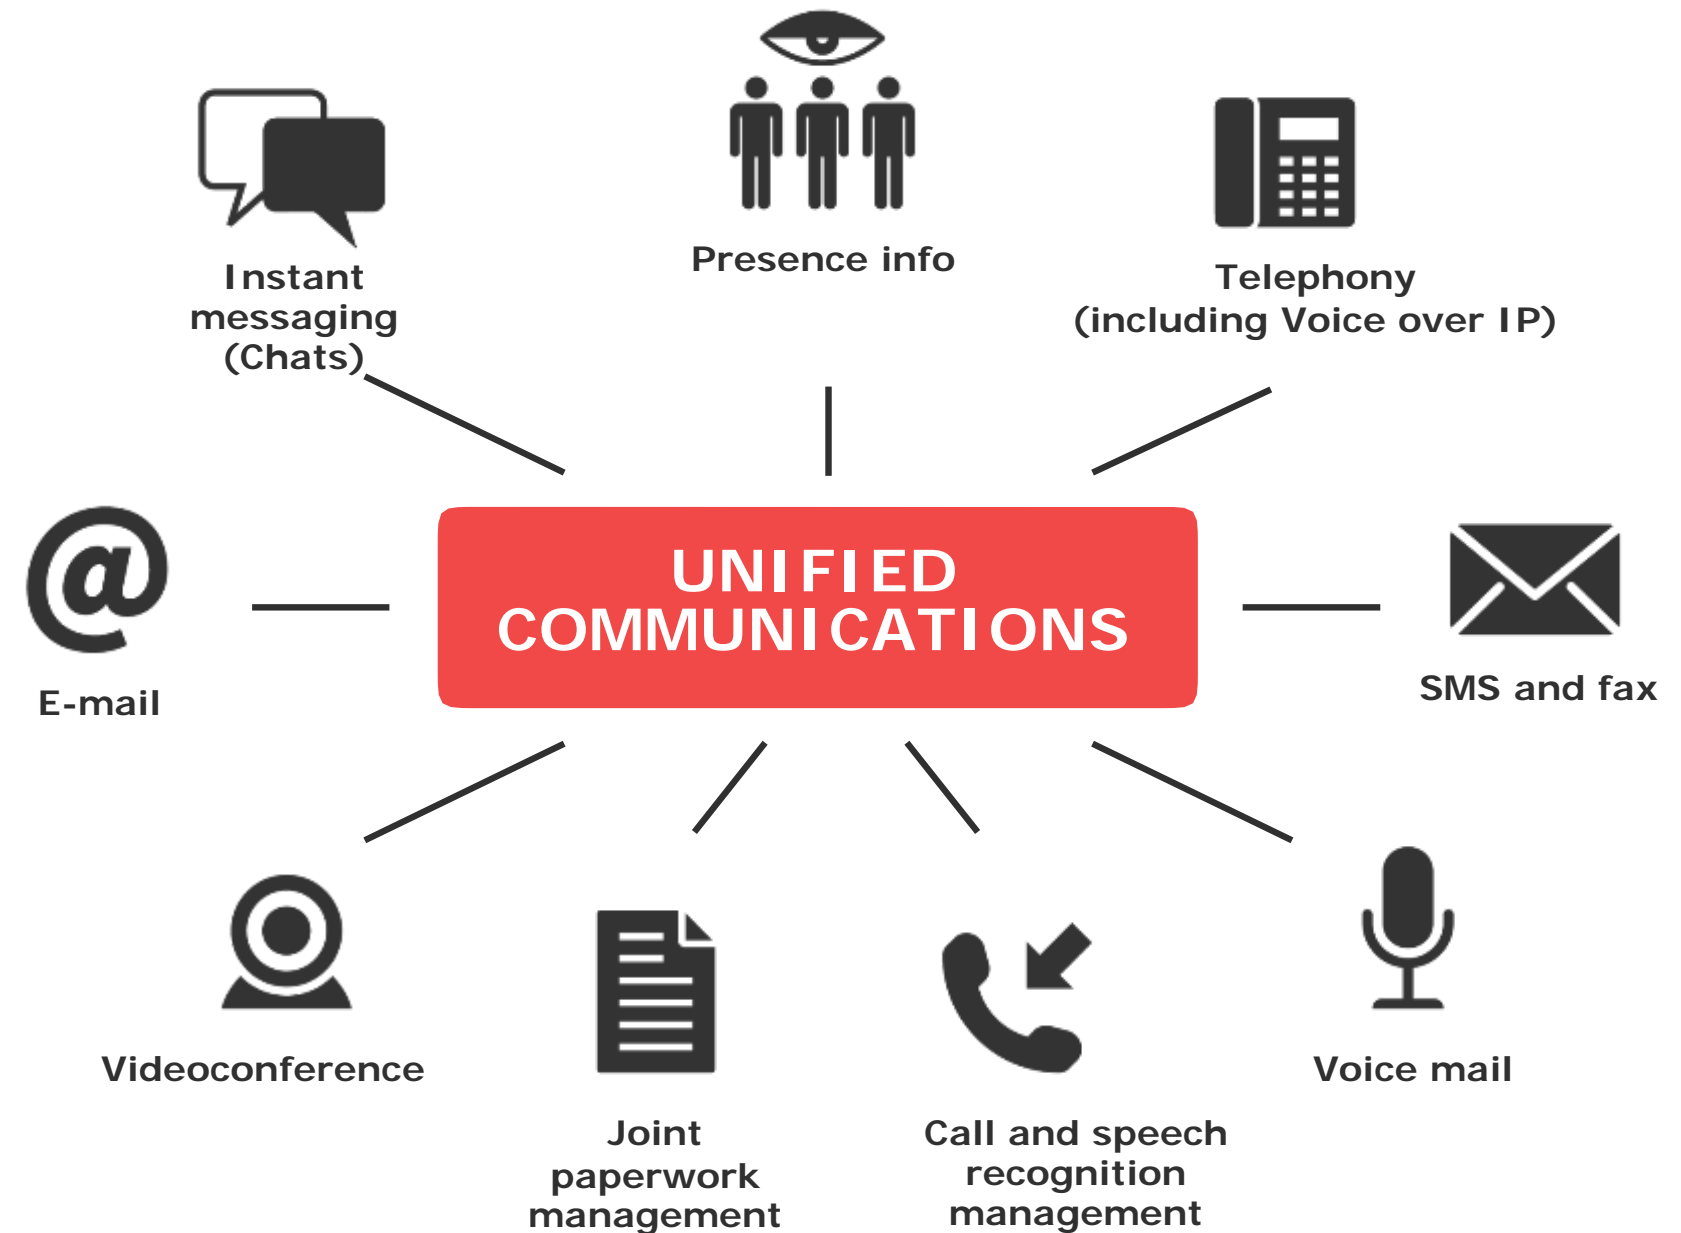 Presence info
Instant
messaging
(Chats)
Telephony
(including Voice over IP)
UNIFIED
COMMUNICATIONS
E-mail
SMS and fax
Videoconference
Joint
paperwork
management
Call and speech
recognition
management
Voice mail